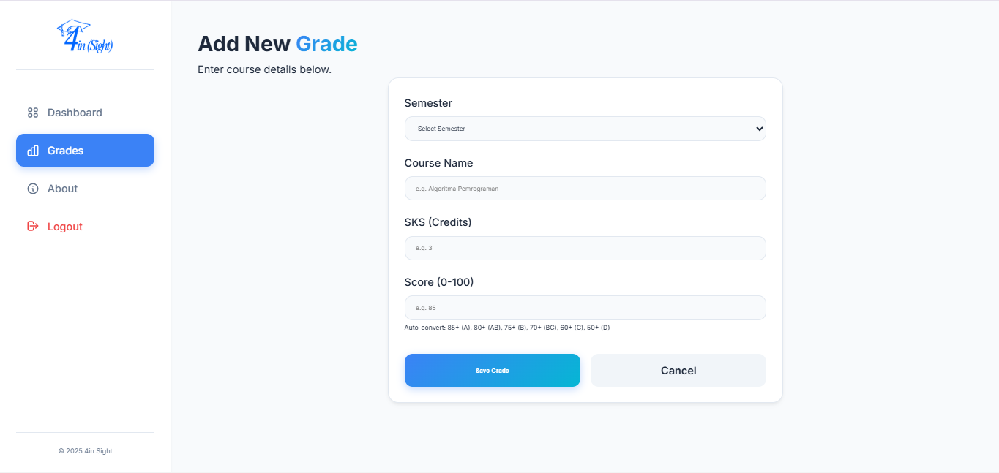 4in (Sight)
Dashboard
Grades
About
Logout
© 2025 4in Sight
Add New Grade
Enter course details below.
Semester
Select Semester
Course Name
e.g. Algoritma Pemrograman
SKS (Credits)
e.g. 3
Score (0-100)
e.g. 85
Auto-convert: 85+ (A), 80+ (AB), 75+ (B), 70+ (BC), 60+ (C), 50+ (D)
Save Grade
Cancel